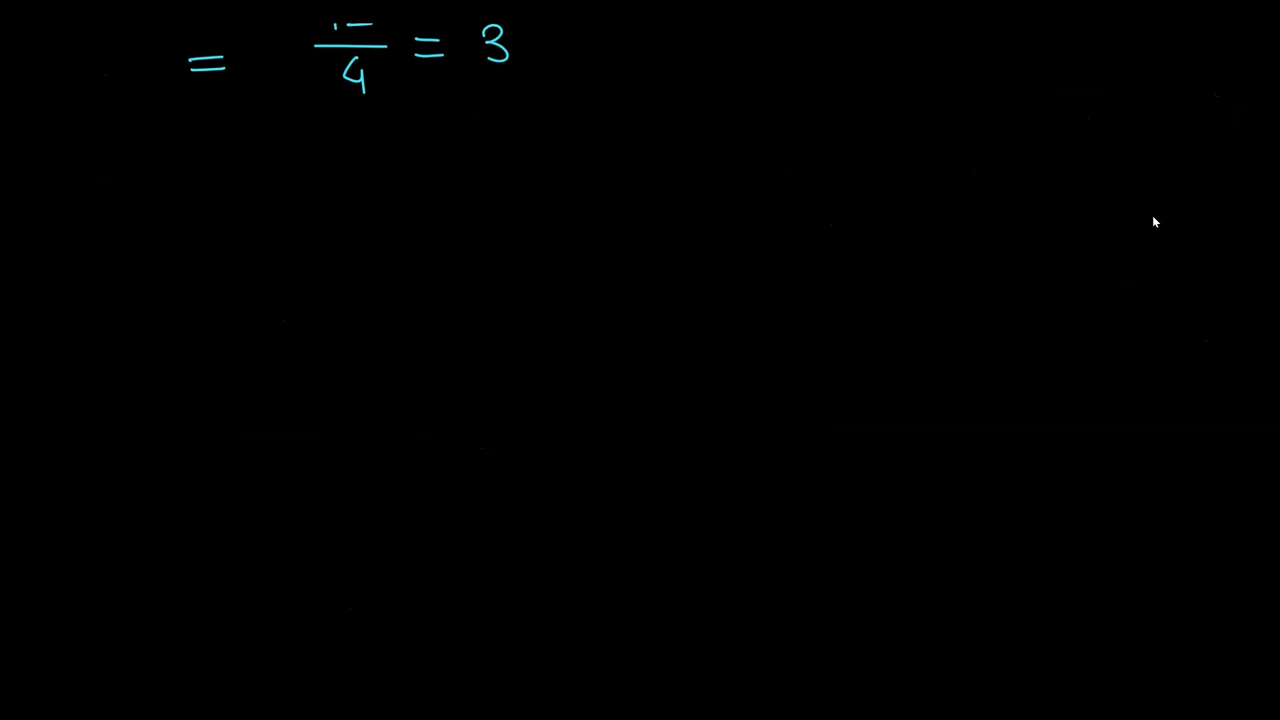 = /4 = 3